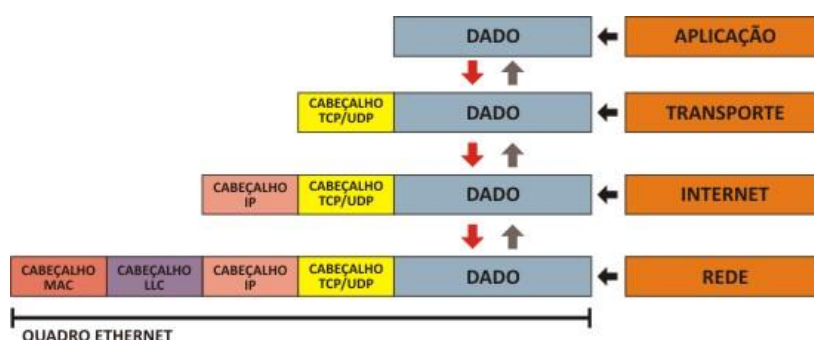 DADO
APLICAÇÃO
CABEÇALHO
TCP/UDP
DADO
TRANSPORTE
CABEÇALHO
IP
CABEÇALHO
TCP/UDP
DADO
INTERNET
CABEÇALHO
MAC
CABEÇALHO
LLC
CABEÇALHO
IP
CABEÇALHO
TCP/UDP
DADO
REDE
QUADRO ETHERNET